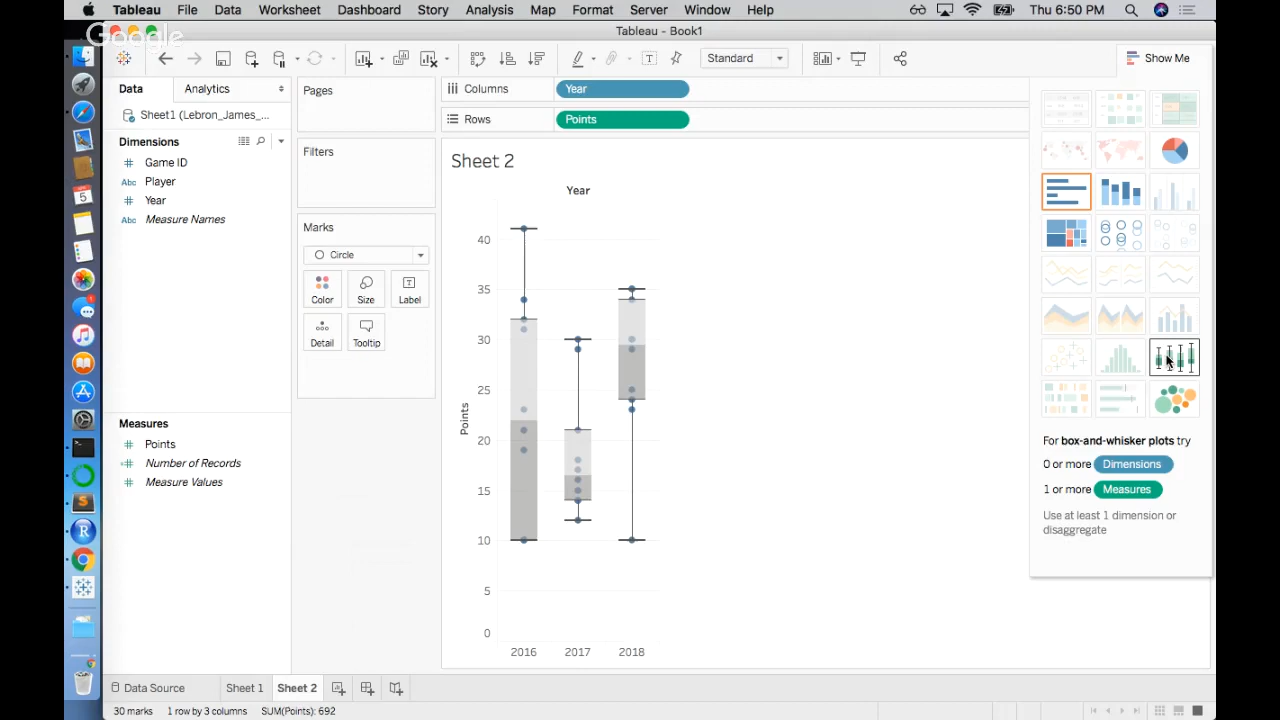 Tableau File Data Worksheet Dashboard Story Analysis Map Format Server Window Help
Thu 6:50 PM
Google
Tableau - Book1
Standard
Show Me
Data
Analytics
Sheet1 (Lebron_James_...
Dimensions
Game ID
Abc Player
Year
Abc Measure Names
Measures
Points
Number of Records
Measure Values
Pages
Filters
Marks
Circle
Color
Size
Label
Detail
Tooltip
Columns
Year
Rows
Points
Sheet 2
Year
40
35
30
25
20
15
10
5
0
Points
2016
2017
2018
For box-and-whisker plots try
0 or more Dimensions
1 or more Measures
Use at least 1 dimension or
disaggregate
Data Source
Sheet 1
Sheet 2
30 marks
1 row by 3 columns
SUM(Points): 692